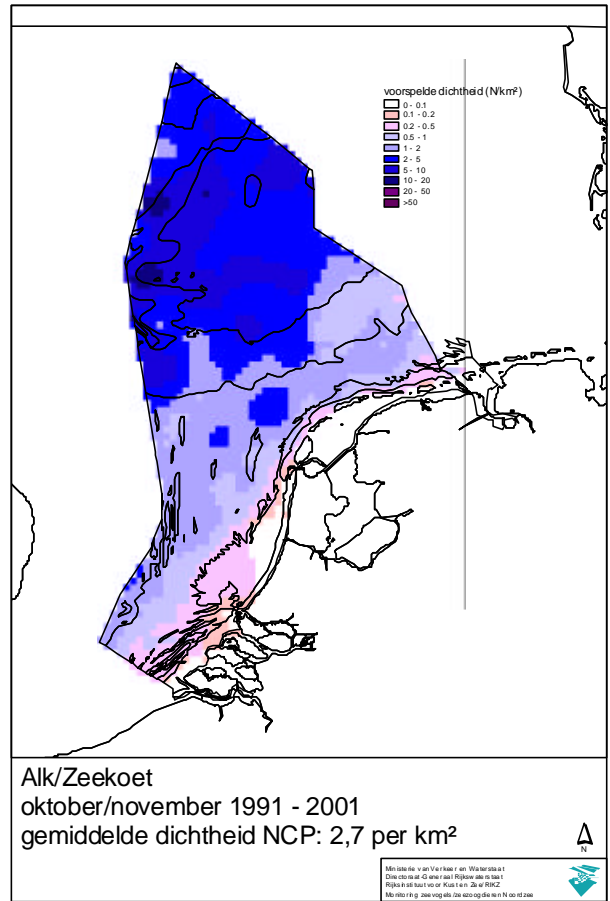 voorspelde dichtheid (N/km²)
0 - 0.1
0.1 - 0.2
0.2 - 0.5
0.5 - 1
1 - 2
2 - 5
5 - 10
10 - 20
20 - 50
>50
Alk/Zeekoet
oktober/november 1991 - 2001
gemiddelde dichtheid NCP: 2,7 per km²
N
Ministerie van Verkeer en Waterstaat
Directoraat-Generaal Rijkswaterstaat
Rijksinstituut voor Kust en Zee/RIKZ
Monitoring zeevogels/zeezoogdieren Noordzee